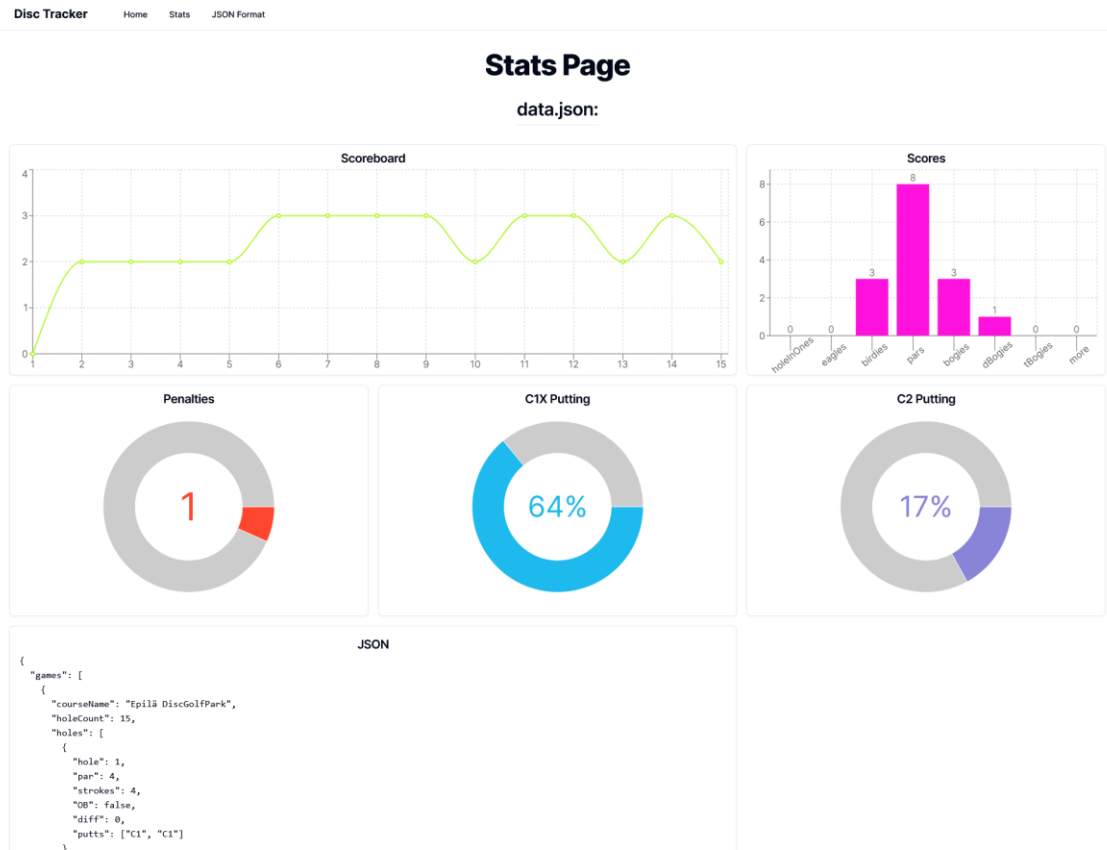 Disc Tracker Home Stats JSON Format
Stats Page
data.json:
Scoreboard
4
3
2
1
0
1 2 3 4 5 6 7 8 9 10 11 12 13 14 15
Scores
8
6
4
2
0
0 0 3 8 3 1 0 0
holeInOnes eagles birdies pars bogies dBogies tBogies more
Penalties
1
C1X Putting
64%
C2 Putting
17%
JSON
{
"games": [
{
"courseName": "Epilä DiscGolfPark",
"holeCount": 15,
"holes": [
{
"hole": 1,
"par": 4,
"strokes": 4,
"OB": false,
"diff": 0,
"putts": ["C1", "C1"]
}